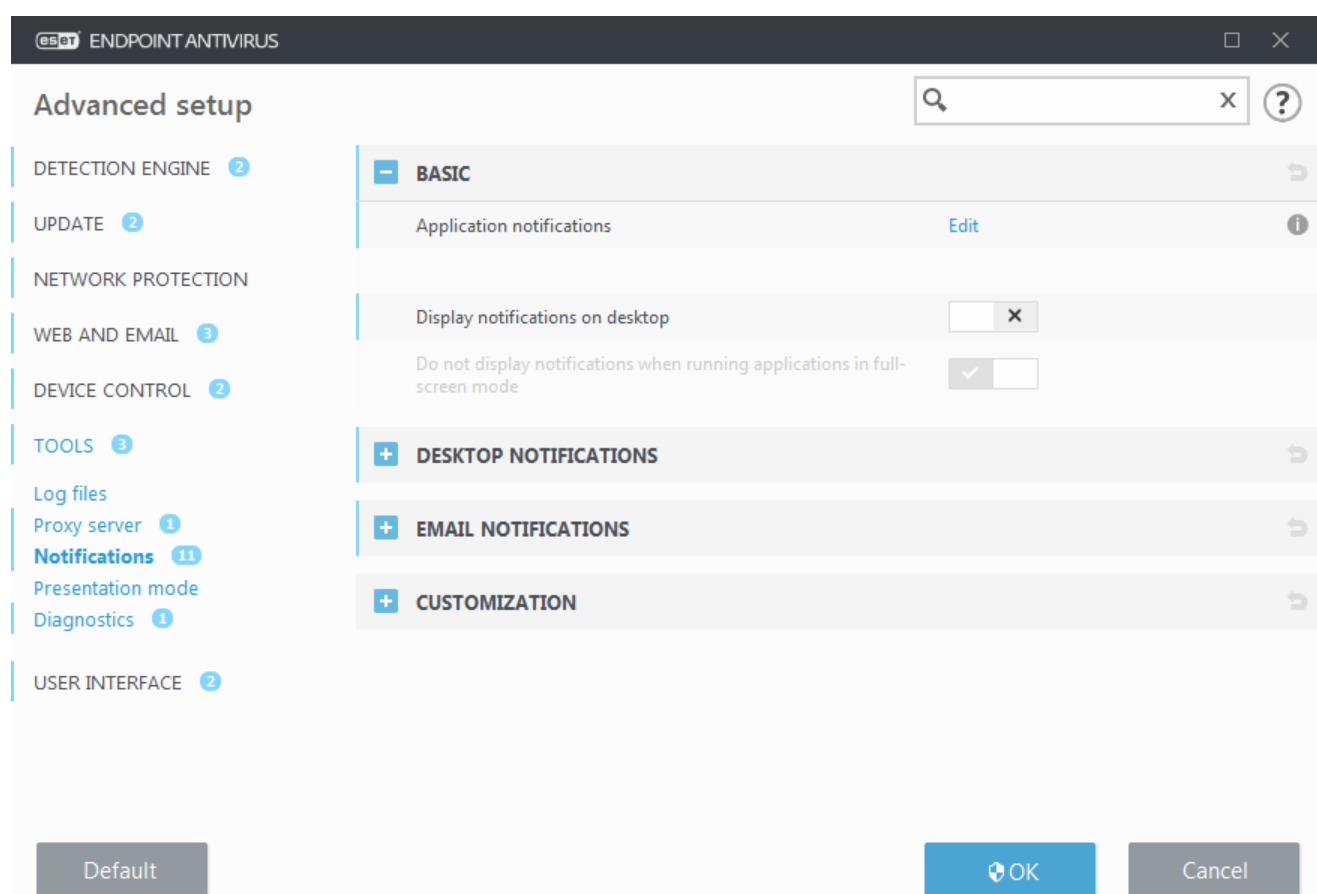 eset ENDPOINT ANTIVIRUS
Advanced setup
X
?
DETECTION ENGINE 2
UPDATE 2
NETWORK PROTECTION
WEB AND EMAIL 3
DEVICE CONTROL 2
TOOLS 3
Log files
Proxy server 1
Notifications 11
Presentation mode
Diagnostics 1
USER INTERFACE 2
BASIC
Application notifications Edit
Display notifications on desktop
Do not display notifications when running applications in full-
screen mode
DESKTOP NOTIFICATIONS
EMAIL NOTIFICATIONS
CUSTOMIZATION
Default
OK
Cancel